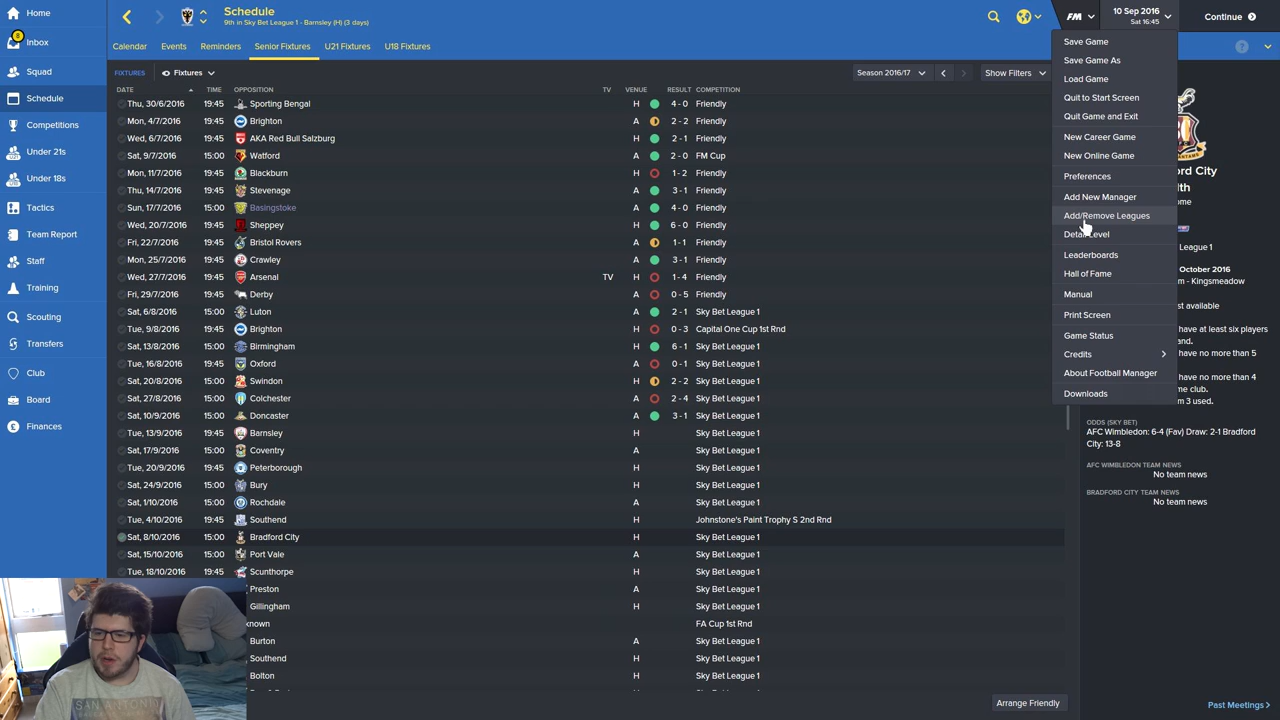 Home
8
Inbox
Squad
Schedule
Competitions
Under 21s
Under 18s
Tactics
Team Report
Staff
Training
Scouting
Transfers
Club
Board
Finances
Schedule
9th in Sky Bet League 1 - Barnsley (H) (3 days)
FM
10 Sep 2016
Sat 16:45
Continue
Calendar Events Reminders Senior Fixtures U21 Fixtures U18 Fixtures
FIXTURES Fixtures Season 2016/17 Show Filters
DATE TIME OPPOSITION TV VENUE RESULT COMPETITION
Thu, 30/6/2016 19:45 Sporting Bengal H 4 - 0 Friendly
Mon, 4/7/2016 19:45 Brighton A 2 - 2 Friendly
Wed, 6/7/2016 19:45 AKA Red Bull Salzburg H 2 - 1 Friendly
Sat, 9/7/2016 15:00 Watford A 2 - 0 FM Cup
Mon, 11/7/2016 19:45 Blackburn H 1 - 2 Friendly
Thu, 14/7/2016 19:45 Stevenage A 3 - 1 Friendly
Sun, 17/7/2016 15:00 Basingstoke A 4 - 0 Friendly
Wed, 20/7/2016 19:45 Sheppey H 6 - 0 Friendly
Fri, 22/7/2016 19:45 Bristol Rovers A 1 - 1 Friendly
Mon, 25/7/2016 19:45 Crawley A 3 - 1 Friendly
Wed, 27/7/2016 19:45 Arsenal TV H 1 - 4 Friendly
Fri, 29/7/2016 19:45 Derby A 0 - 5 Friendly
Sat, 6/8/2016 15:00 Luton A 2 - 1 Sky Bet League 1
Tue, 9/8/2016 19:45 Brighton H 0 - 3 Capital One Cup 1st Rnd
Sat, 13/8/2016 15:00 Birmingham H 6 - 1 Sky Bet League 1
Tue, 16/8/2016 19:45 Oxford A 0 - 1 Sky Bet League 1
Sat, 20/8/2016 15:00 Swindon H 2 - 2 Sky Bet League 1
Sat, 27/8/2016 15:00 Colchester A 2 - 4 Sky Bet League 1
Sat, 10/9/2016 15:00 Doncaster A 3 - 1 Sky Bet League 1
Tue, 13/9/2016 19:45 Barnsley H Sky Bet League 1
Sat, 17/9/2016 15:00 Coventry A Sky Bet League 1
Tue, 20/9/2016 19:45 Peterborough H Sky Bet League 1
Sat, 24/9/2016 15:00 Bury H Sky Bet League 1
Sat, 1/10/2016 15:00 Rochdale A Sky Bet League 1
Tue, 4/10/2016 19:45 Southend H Johnstone's Paint Trophy S 2nd Rnd
Sat, 8/10/2016 15:00 Bradford City H Sky Bet League 1
Sat, 15/10/2016 15:00 Port Vale A Sky Bet League 1
Tue, 18/10/2016 19:45 Scunthorpe H Sky Bet League 1
Preston A Sky Bet League 1
Gillingham H Sky Bet League 1
known FA Cup 1st Rnd
Burton A Sky Bet League 1
Southend H Sky Bet League 1
Bolton H Sky Bet League 1
Arrange Friendly
Save Game
Save Game As
Load Game
Quit to Start Screen
Quit Game and Exit
New Career Game
New Online Game
Preferences
Add New Manager
Add/Remove Leagues
Detail Level
Leaderboards
Hall of Fame
Manual
Print Screen
Game Status
Credits
About Football Manager
Downloads
?
ord City
ith
ome
League 1
October 2016
m - Kingsmeadow
st available
have at least six players
nd.
have no more than 5
have no more than 4
e club.
m 3 used.
ODDS (SKY BET)
AFC Wimbledon: 6-4 (Fav) Draw: 2-1 Bradford
City: 13-8
AFC WIMBLEDON TEAM NEWS
No team news
BRADFORD CITY TEAM NEWS
No team news
Past Meetings
SAN ANTONIO